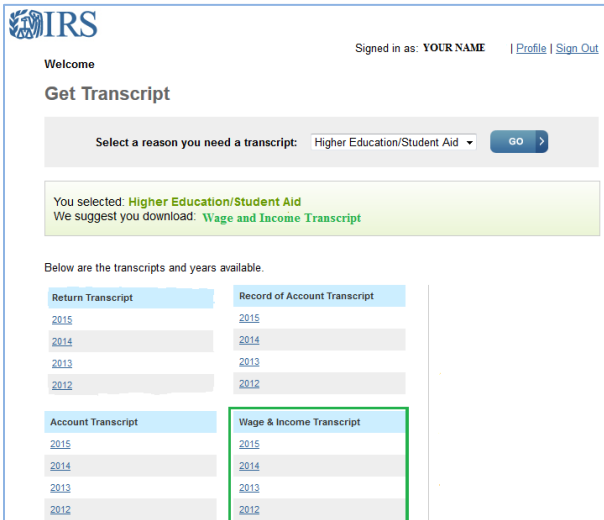 IRS
Signed in as: YOUR NAME | Profile | Sign Out
Welcome
Get Transcript
Select a reason you need a transcript: Higher Education/Student Aid GO
You selected: Higher Education/Student Aid
We suggest you download: Wage and Income Transcript
Below are the transcripts and years available.
Return Transcript
2015
2014
2013
2012
Record of Account Transcript
2015
2014
2013
2012
Account Transcript
2015
2014
2013
2012
Wage & Income Transcript
2015
2014
2013
2012